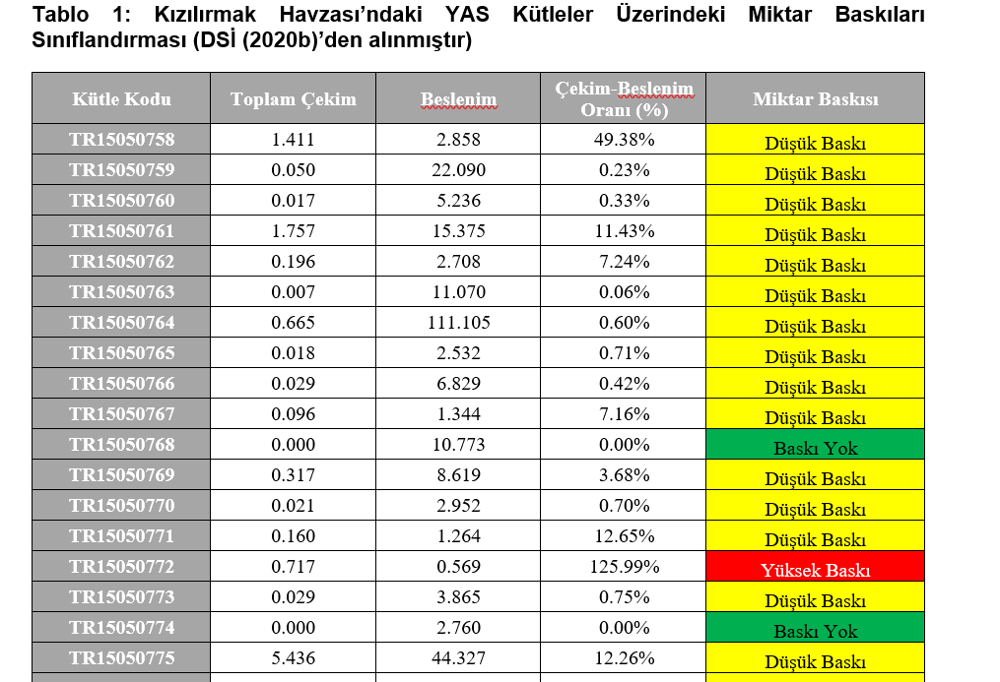 Tablo 1: Kızılırmak Havzası’ndaki YAS Kütleler Üzerindeki Miktar Baskıları
Sınıflandırması (DSİ (2020b)’den alınmıştır)
Kütle Kodu Toplam Çekim Beslenim Çekim-Beslenim Oranı (%) Miktar Baskısı
TR15050758 1.411 2.858 49.38% Düşük Baskı
TR15050759 0.050 22.090 0.23% Düşük Baskı
TR15050760 0.017 5.236 0.33% Düşük Baskı
TR15050761 1.757 15.375 11.43% Düşük Baskı
TR15050762 0.196 2.708 7.24% Düşük Baskı
TR15050763 0.007 11.070 0.06% Düşük Baskı
TR15050764 0.665 111.105 0.60% Düşük Baskı
TR15050765 0.018 2.532 0.71% Düşük Baskı
TR15050766 0.029 6.829 0.42% Düşük Baskı
TR15050767 0.096 1.344 7.16% Düşük Baskı
TR15050768 0.000 10.773 0.00% Baskı Yok
TR15050769 0.317 8.619 3.68% Düşük Baskı
TR15050770 0.021 2.952 0.70% Düşük Baskı
TR15050771 0.160 1.264 12.65% Düşük Baskı
TR15050772 0.717 0.569 125.99% Yüksek Baskı
TR15050773 0.029 3.865 0.75% Düşük Baskı
TR15050774 0.000 2.760 0.00% Baskı Yok
TR15050775 5.436 44.327 12.26% Düşük Baskı